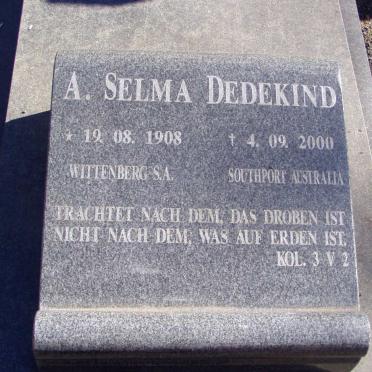 A. SELMA DEDEKIND
* 19. 08. 1908 † 4. 09. 2000
WITTENBERG S.A. SOUTHPORT AUSTRALIA
TRACHTET NACH DEM, DAS DROBEN IST
NICHT NACH DEM, WAS AUF ERDEN IST.
KOL. 3 V 2